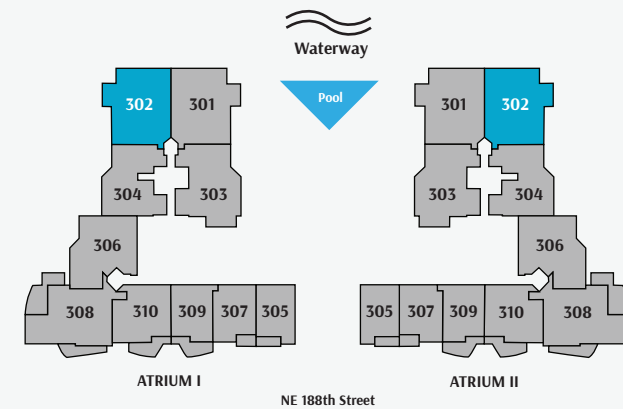 Waterway
Pool
302 301
304 303
306
308 310 309 307 305
ATRIUM I
301 302
303 304
306
305 307 309 310 308
ATRIUM II
NE 188th Street